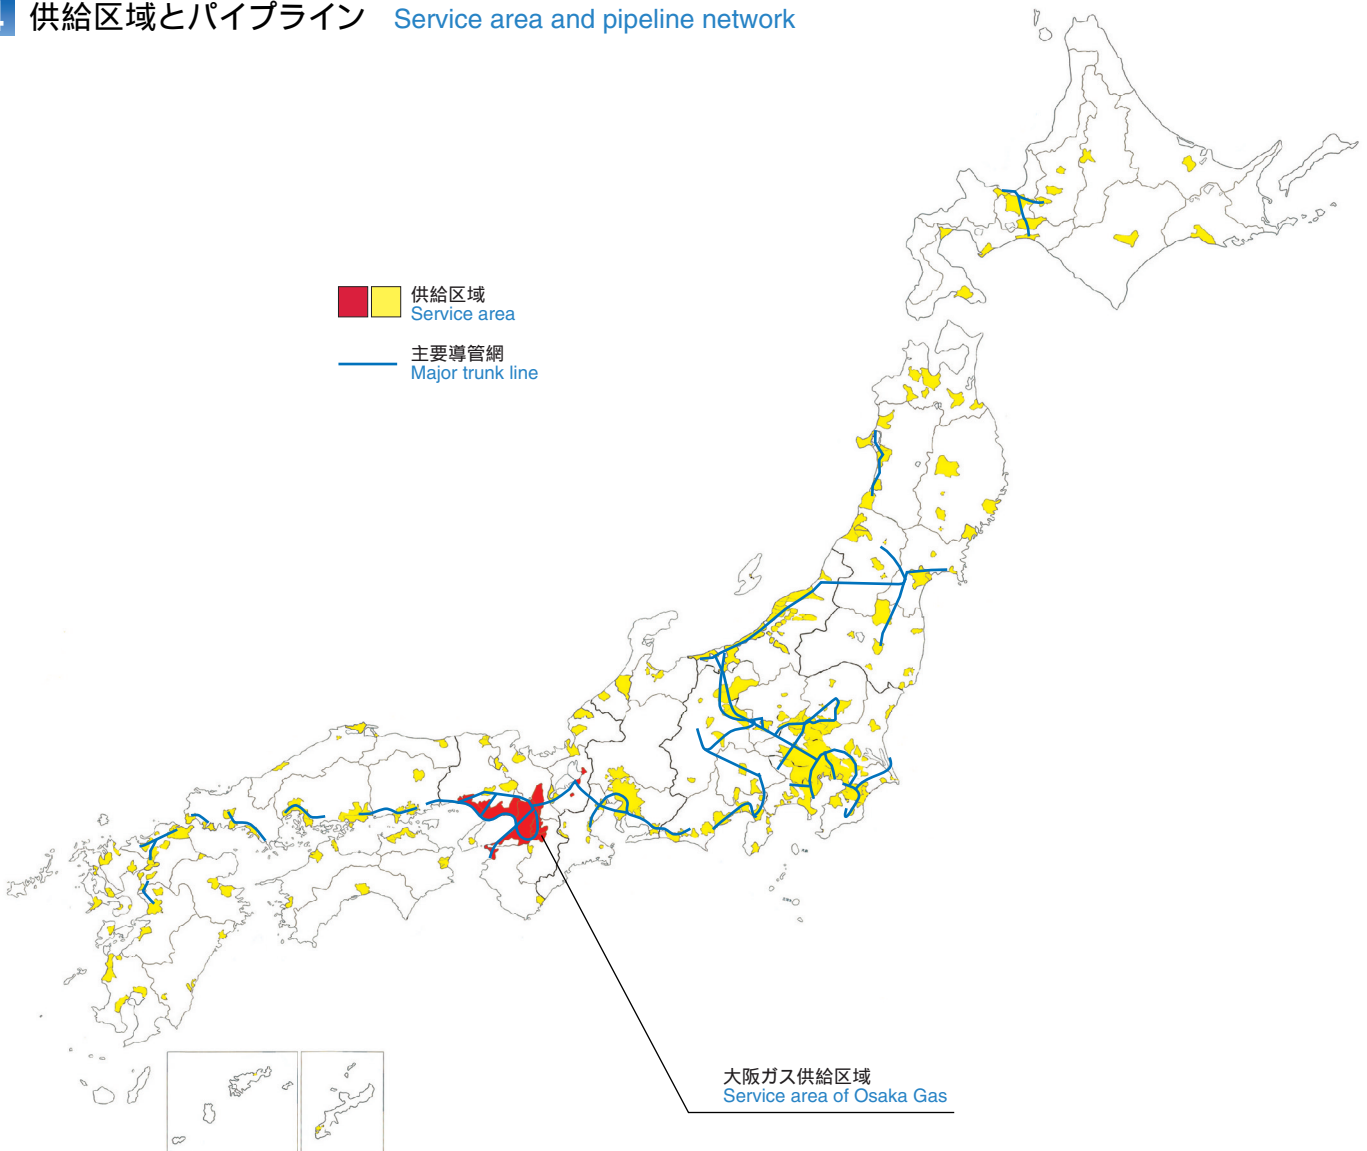 供給区域とパイプライン Service area and pipeline network
供給区域
Service area
主要導管網
Major trunk line
大阪ガス供給区域
Service area of Osaka Gas